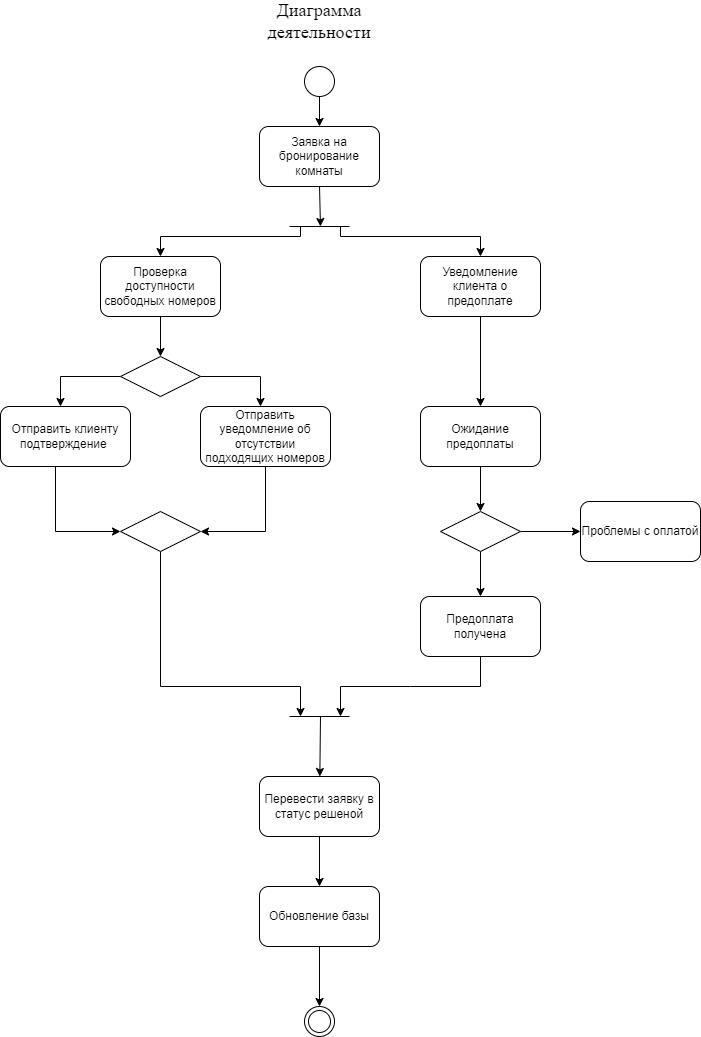 Диаграмма
деятельности
Заявка на
бронирование
комнаты
Проверка
доступности
свободных номеров
Уведомление
клиента о
предоплате
Отправить клиенту
подтверждение
Отправить
уведомление об
отсутствии
подходящих номеров
Ожидание
предоплаты
Проблемы с оплатой
Предоплата
получена
Перевести заявку в
статус решеной
Обновление базы